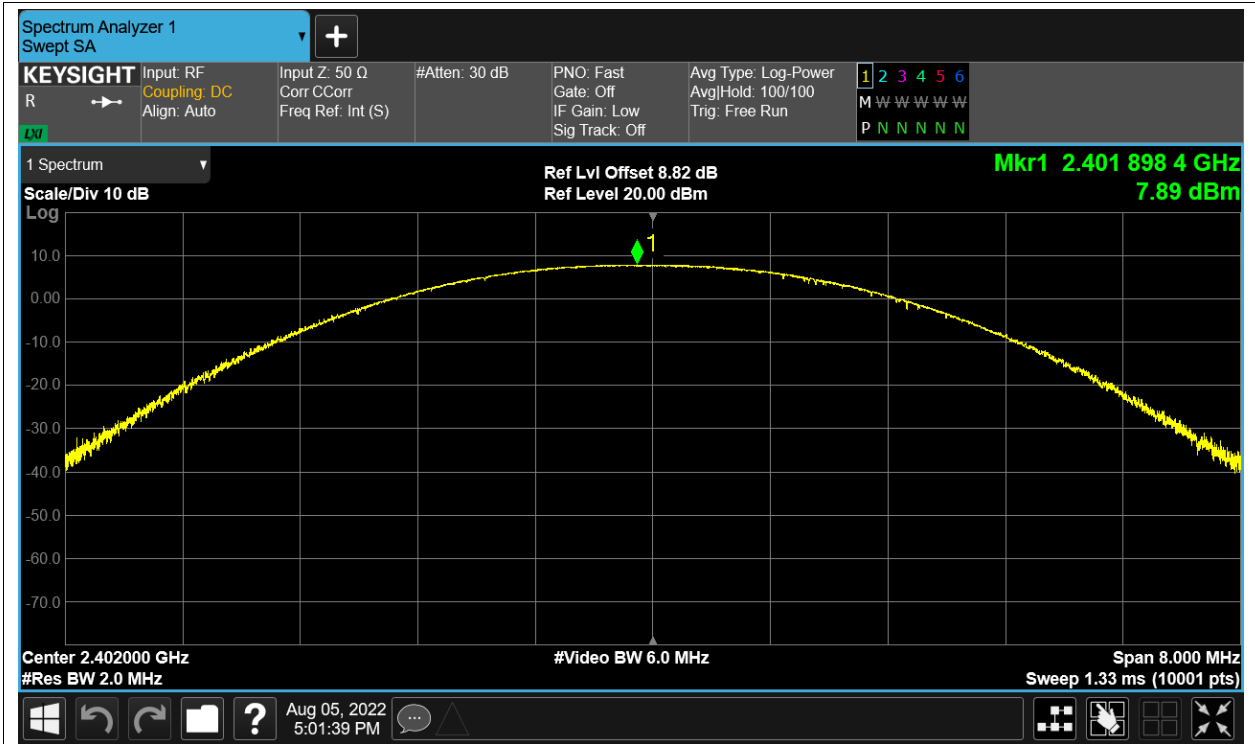 Spectrum Analyzer 1
Swept SA
+
KEYSIGHT
R
LXI
Input: RF
Coupling: DC
Align: Auto
Input Z: 50 Ω
Corr CCorr
Freq Ref: Int (S)
#Atten: 30 dB
PNO: Fast
Gate: Off
IF Gain: Low
Sig Track: Off
Avg Type: Log-Power
Avg|Hold: 100/100
Trig: Free Run
1 2 3 4 5 6
M W W W W W
P N N N N N
1 Spectrum
Scale/Div 10 dB
Log
Ref Lvl Offset 8.82 dB
Ref Level 20.00 dBm
Mkr1 2.401 898 4 GHz
7.89 dBm
1
10.0
0.00
-10.0
-20.0
-30.0
-40.0
-50.0
-60.0
-70.0
Center 2.402000 GHz
#Video BW 6.0 MHz
Span 8.000 MHz
#Res BW 2.0 MHz
Sweep 1.33 ms (10001 pts)
?
Aug 05, 2022
5:01:39 PM